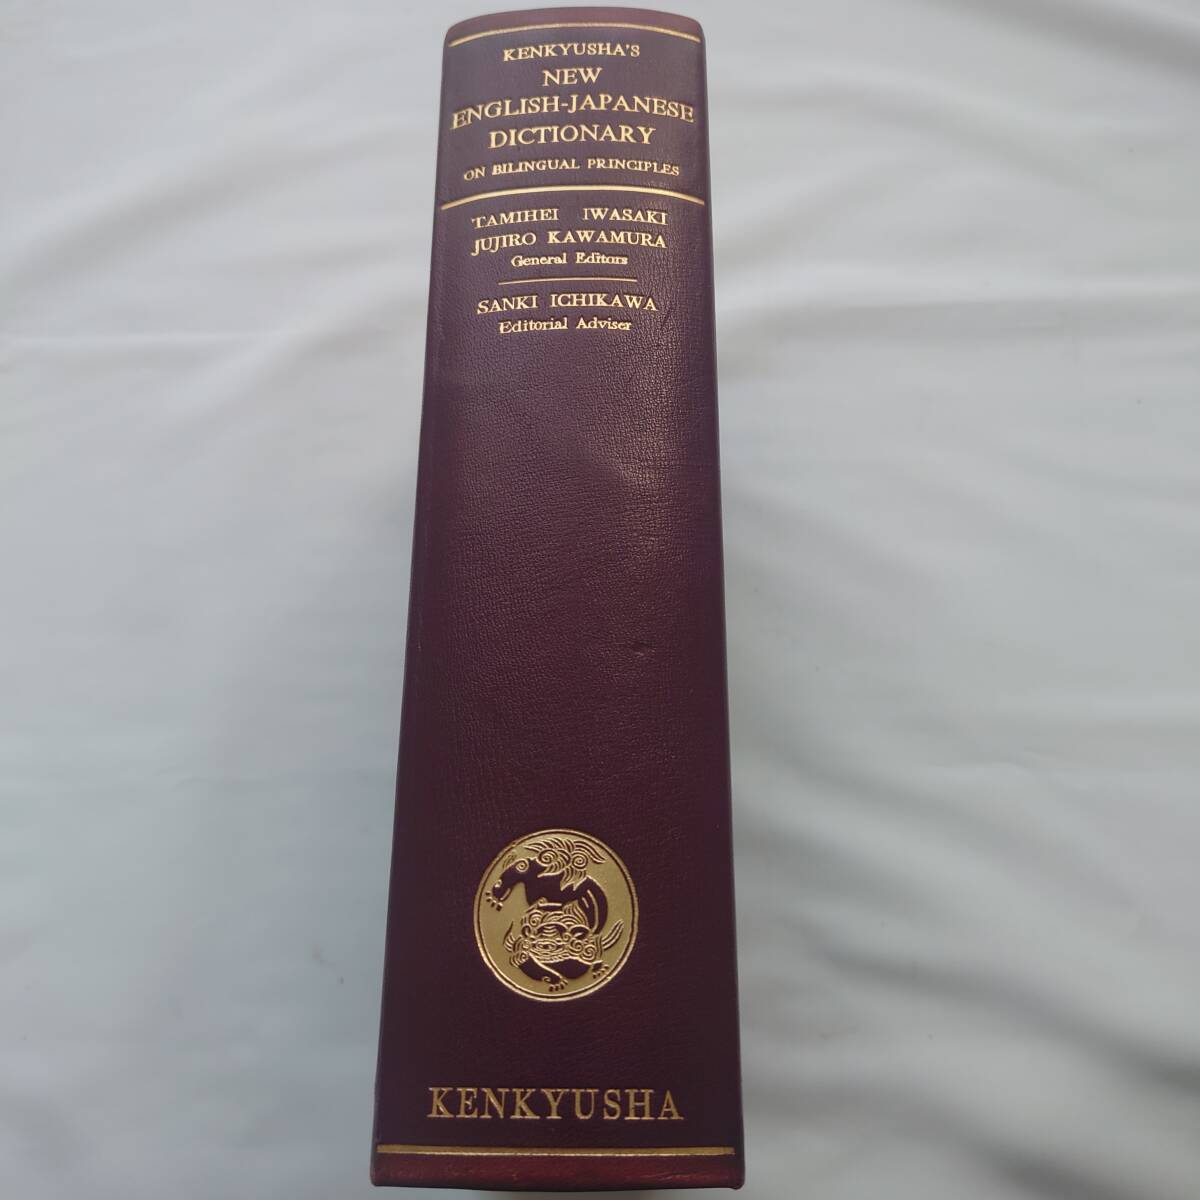 KENKYUSHA'S
NEW
ENGLISH-JAPANESE
DICTIONARY
ON BILINGUAL PRINCIPLES
TAMIHEI IWASAKI
JUJIRO KAWAMURA
General Editors
SANKI ICHIKAWA
Editorial Adviser
KENKYUSHA